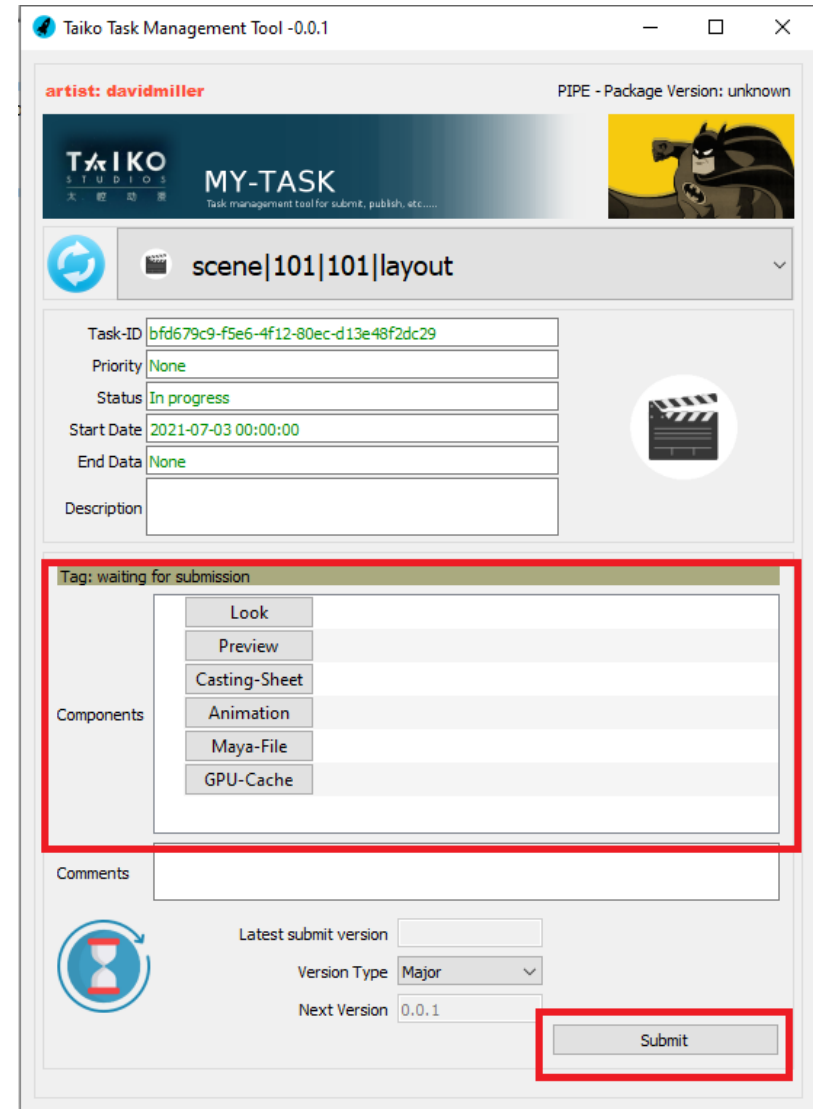 Taiko Task Management Tool -0.0.1
artist: davidmiller
PIPE - Package Version: unknown
TAIKO
STUDIOS
MY-TASK
Task management tool for submit, publish, etc.....
scene|101|101|layout
Task-ID bfd679c9-f5e6-4f12-80ec-d13e48f2dc29
Priority None
Status In progress
Start Date 2021-07-03 00:00:00
End Data None
Description
Tag: waiting for submission
Look
Preview
Casting-Sheet
Components Animation
Maya-File
GPU-Cache
Comments
Latest submit version
Version Type Major
Next Version 0.0.1
Submit